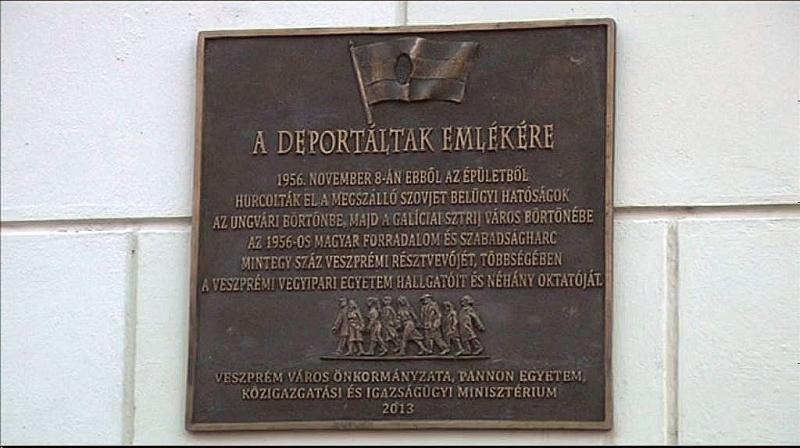 A DEPORTÁLTAK EMLÉKÉRE
1956. NOVEMBER 8-ÁN EBBŐL AZ ÉPÜLETBŐL
HURCOLTÁK EL A MEGSZÁLLÓ SZOVJET BELÜGYI HATÓSÁGOK
AZ UNGVÁRI BÖRTÖNBE, MAJD A GALÍCIAI SZTRIJ VÁROS BÖRTÖNÉBE
AZ 1956-OS MAGYAR FORRADALOM ÉS SZABADSÁGHARC
MINTEGY SZÁZ VESZPRÉMI RÉSZTVEVŐJÉT, TÖBBSÉGÉBEN
A VESZPRÉMI VEGYIPARI EGYETEM HALLGATÓIT ÉS NÉHÁNY OKTATÓJÁT.
VESZPRÉM VÁROS ÖNKORMÁNYZATA, PANNON EGYETEM,
KÖZIGAZGATÁSI ÉS IGAZSÁGÜGYI MINISZTÉRIUM
2013